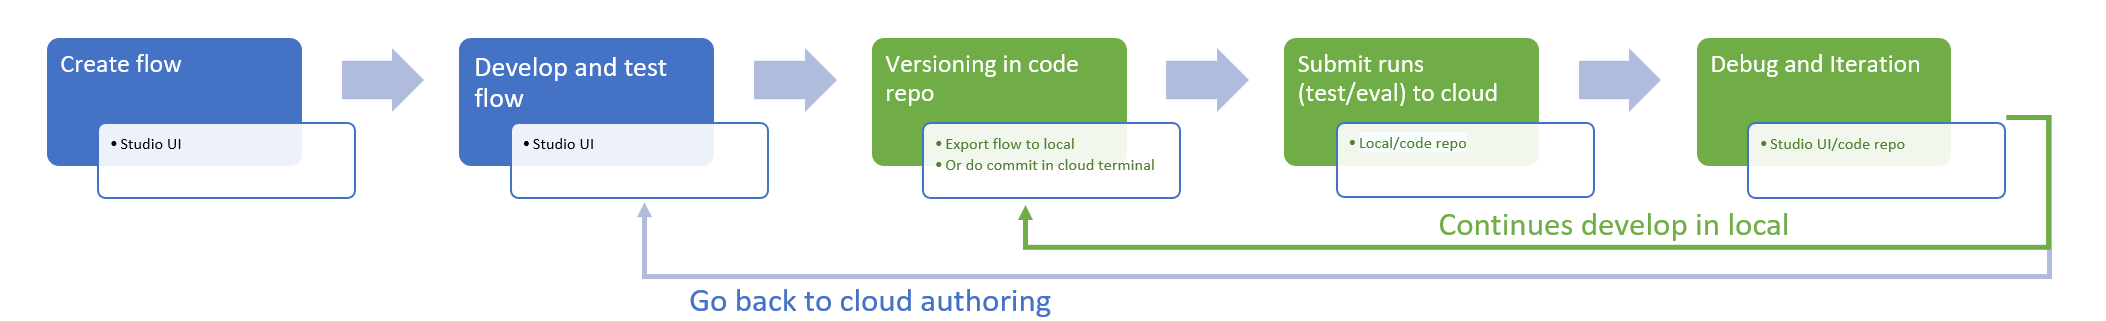 Create flow
• Studio UI
Develop and test
flow
• Studio UI
Versioning in code
repo
• Export flow to local
• Or do commit in cloud terminal
Submit runs
(test/eval) to cloud
• Local/code repo
Debug and Iteration
• Studio UI/code repo
Continues develop in local
Go back to cloud authoring